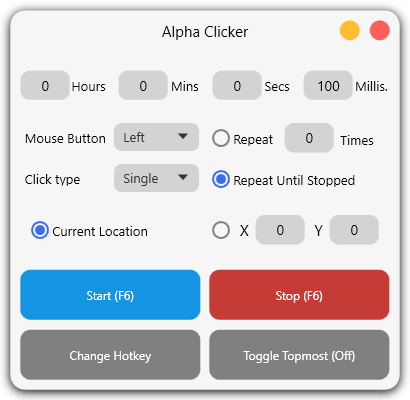 Alpha Clicker
0 Hours 0 Mins 0 Secs 100 Millis.
Mouse Button Left Repeat 0 Times
Click type Single Repeat Until Stopped
Current Location X 0 Y 0
Start (F6) Stop (F6)
Change Hotkey Toggle Topmost (Off)